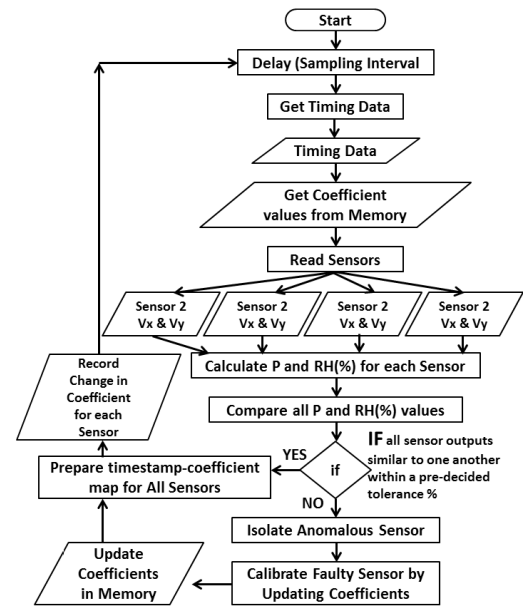 Start
Delay (Sampling Interval
Get Timing Data
Timing Data
Get Coefficient
values from Memory
Read Sensors
Sensor 2
Vx & Vy
Sensor 2
Vx & Vy
Sensor 2
Vx & Vy
Sensor 2
Vx & Vy
Calculate P and RH(%) for each Sensor
Compare all P and RH(%) values
if
IF all sensor outputs
similar to one another
within a pre-decided
tolerance %
YES
NO
Prepare timestamp-coefficient
map for All Sensors
Record
Change in
Coefficient
for each
Sensor
Isolate Anomalous Sensor
Calibrate Faulty Sensor by
Updating Coefficients
Update
Coefficients
in Memory